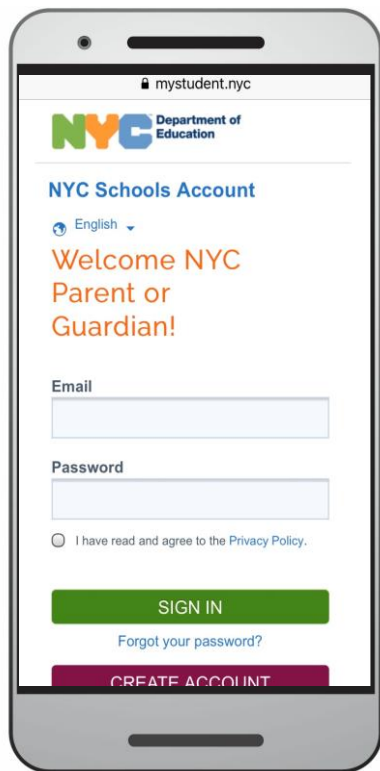 mystudent.nyc
NYC Department of
Education
NYC Schools Account
English
Welcome NYC
Parent or
Guardian!
Email
Password
I have read and agree to the Privacy Policy.
SIGN IN
Forgot your password?
CREATE ACCOUNT